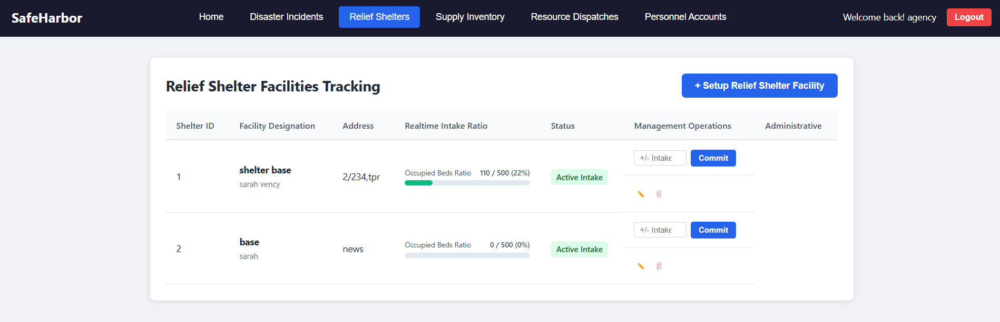 SafeHarbor Home Disaster Incidents Relief Shelters Supply Inventory Resource Dispatches Personnel Accounts Welcome back! agency Logout
Relief Shelter Facilities Tracking + Setup Relief Shelter Facility
Shelter ID Facility Designation Address Realtime Intake Ratio Status Management Operations Administrative
+/- Intake Commit
1 shelter base 2/234,tpr Occupied Beds Ratio 110 / 500 (22%) Active Intake
sarah vency
+/- Intake Commit
2 base news Occupied Beds Ratio 0 / 500 (0%) Active Intake
sarah